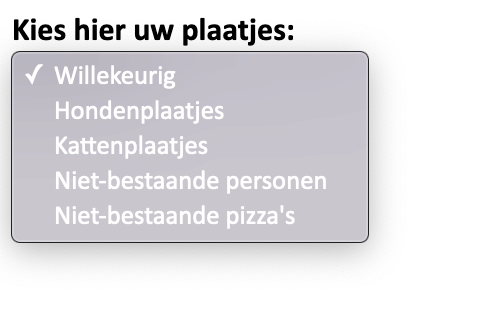 Kies hier uw plaatjes:
✓ Willekeurig
Hondenplaatjes
Kattenplaatjes
Niet-bestaande personen
Niet-bestaande pizza's